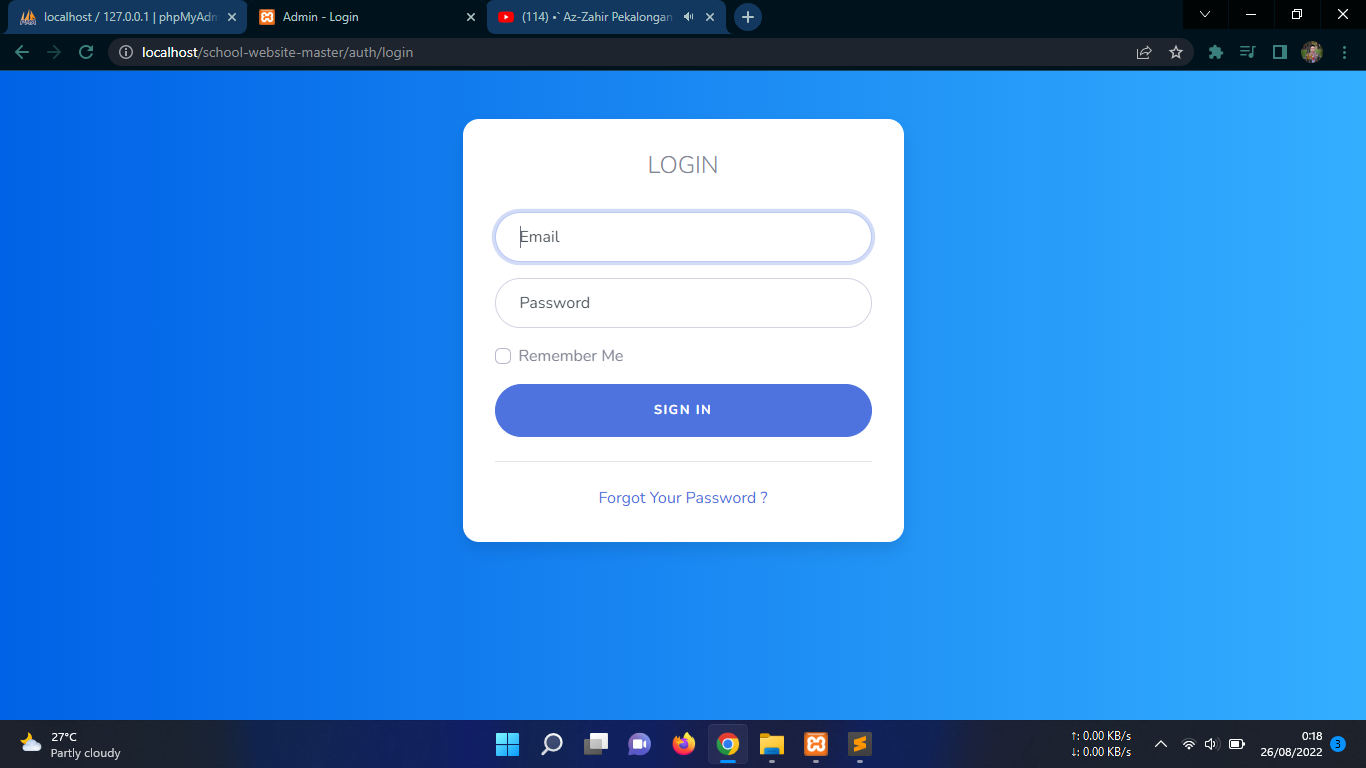 localhost / 127.0.0.1 | phpMyAdm
Admin - Login
(114) •` Az-Zahir Pekalongan
localhost/school-website-master/auth/login
LOGIN
Email
Password
Remember Me
SIGN IN
Forgot Your Password ?
27°C
Partly cloudy
↑: 0.00 KB/s
↓: 0.00 KB/s
0:18
26/08/2022
3